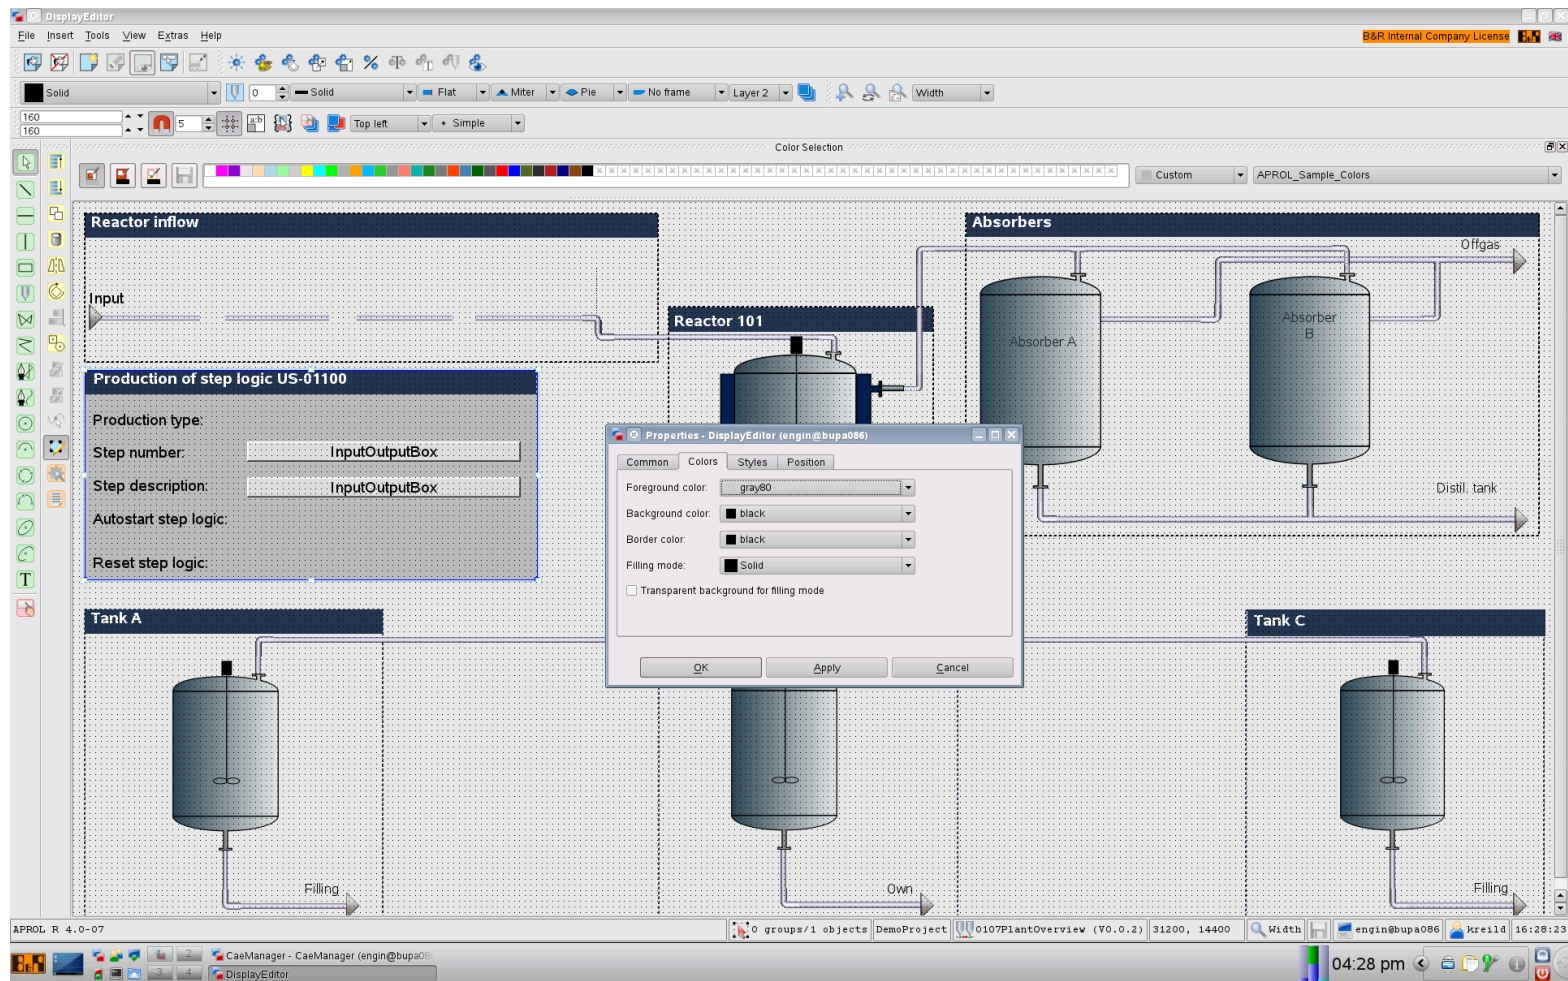 DisplayEditor
File Insert Tools View Extras Help
B&R Internal Company License
Solid
0
Solid
Flat
Miter
Pie
No frame
Layer 2
Width
160
160
5
a:b
Top left
Simple
Color Selection
Custom
APROL_Sample_Colors
Reactor inflow
Absorbers
Offgas
Input
Reactor 101
Absorber A
Absorber
B
Production of step logic US-01100
Production type:
Step number:
InputOutputBox
Step description:
InputOutputBox
Autostart step logic:
Reset step logic:
Distil. tank
Properties - DisplayEditor (engin@bupa086)
Common Colors Styles Position
Foreground color: gray80
Background color: black
Border color: black
Filling mode: Solid
Transparent background for filling mode
OK Apply Cancel
Tank A
Tank C
Filling
Own
Filling
APROL R 4.0-07
0 groups/1 objects
DemoProject
0107PlantOverview (V0.0.2)
31200, 14400
Width
engin@bupa086
kreild
16:28:23
B&R
1 2
CaeManager - CaeManager (engin@bupa08
3 4
DisplayEditor
04:28 pm